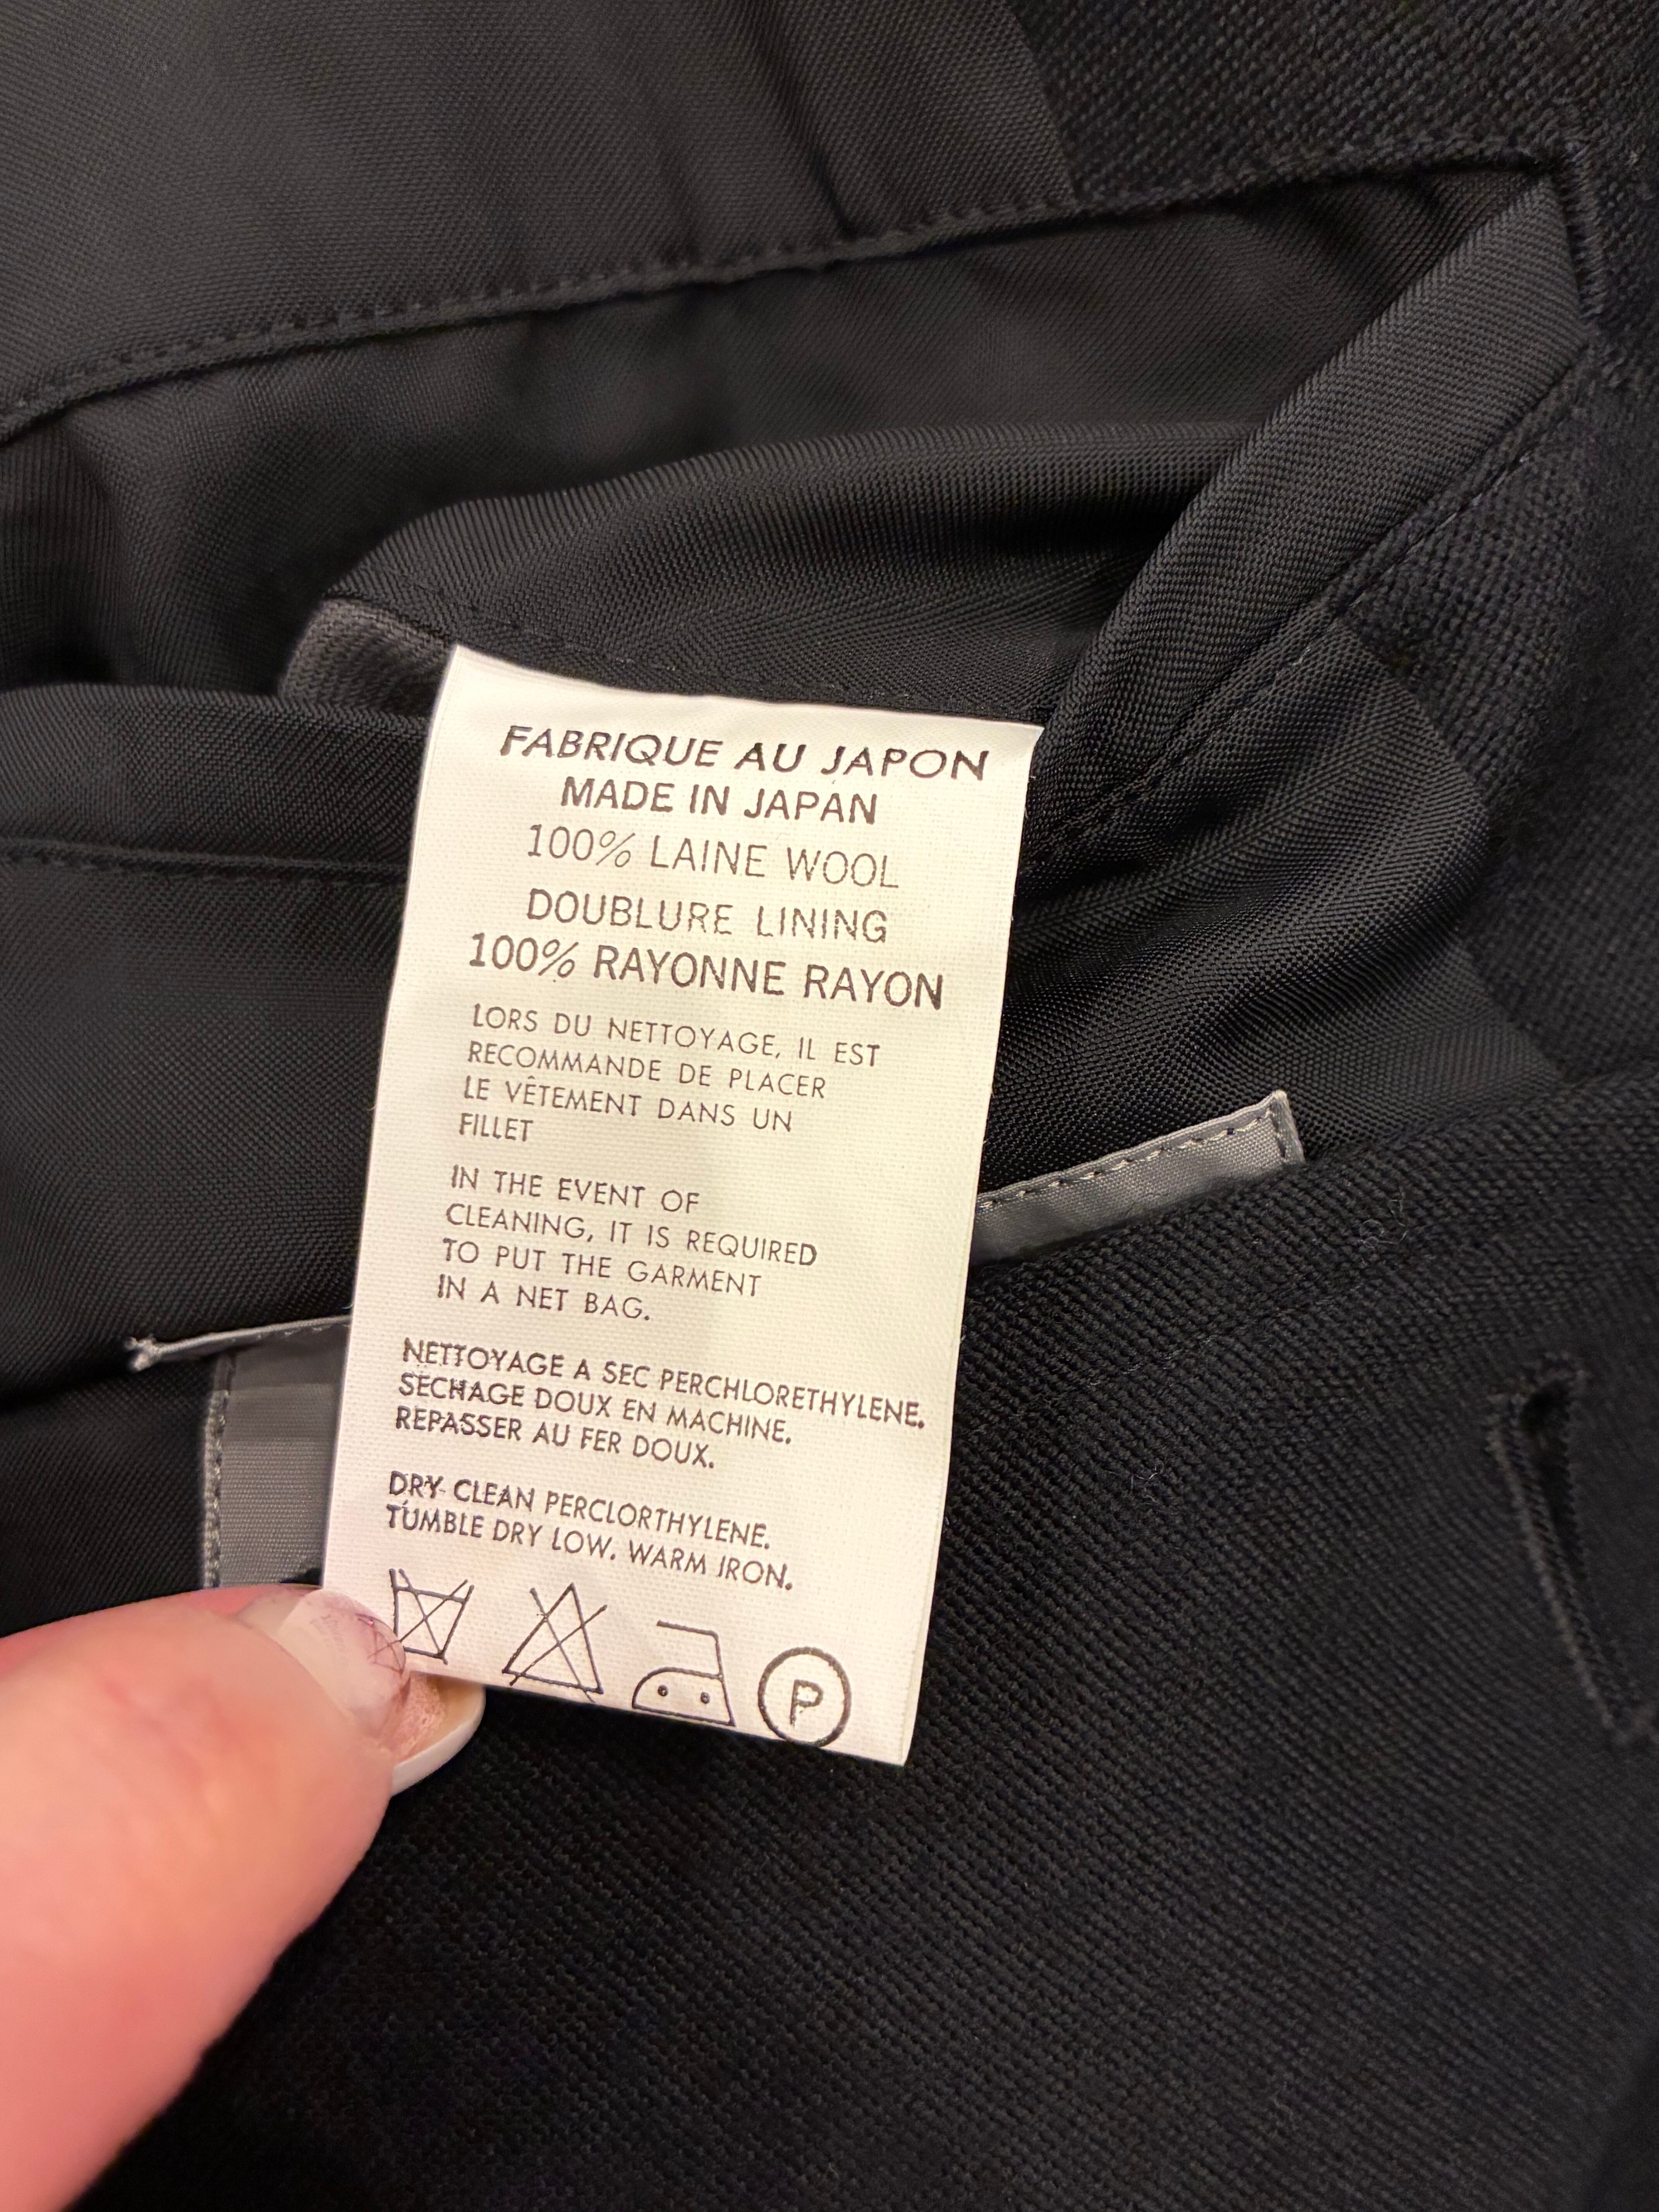 FABRIQUE AU JAPON
MADE IN JAPAN
100% LAINE WOOL
DOUBLURE LINING
100% RAYONNE RAYON
LORS DU NETTOYAGE, IL EST
RECOMMANDE DE PLACER
LE VÊTEMENT DANS UN
FILLET
IN THE EVENT OF
CLEANING, IT IS REQUIRED
TO PUT THE GARMENT
IN A NET BAG.
NETTOYAGE A SEC PERCHLORETHYLENE.
SECHAGE DOUX EN MACHINE.
REPASSER AU FER DOUX.
DRY CLEAN PERCLORTHYLENE.
TUMBLE DRY LOW. WARM IRON.
P